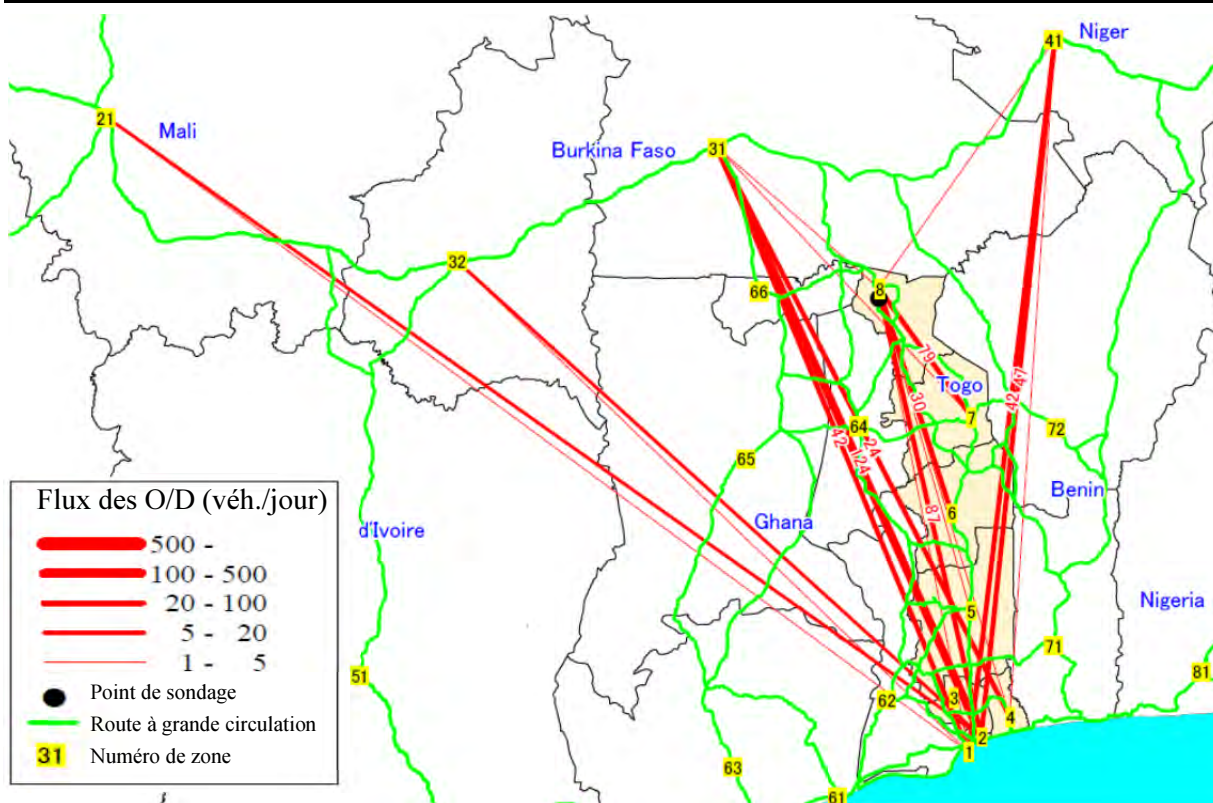 41
Niger
21
Mali
Burkina Faso
31
32
8
66
79
Togo
30
42 47
7
64
72
42
124
24
65
6
Benin
87
Ghana
Flux des O/D (véh./jour)
500 -
100 - 500
20 - 100
5 - 20
1 - 5
Point de sondage
Route à grande circulation
31 Numéro de zone
d'Ivoire
5
Nigeria
71
51
81
62
3
4
2
1
63
61